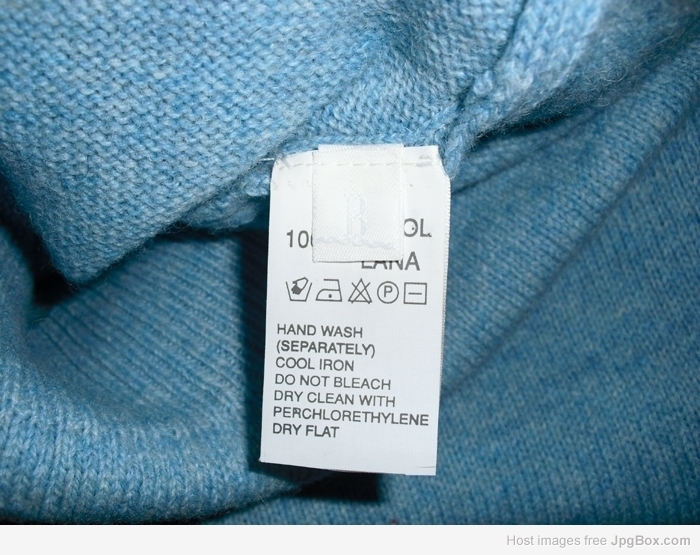 LANA
Ⓟ
HAND WASH
(SEPARATELY)
COOL IRON
DO NOT BLEACH
DRY CLEAN WITH
PERCHLORETHYLENE
DRY FLAT
Host images free JpgBox.com